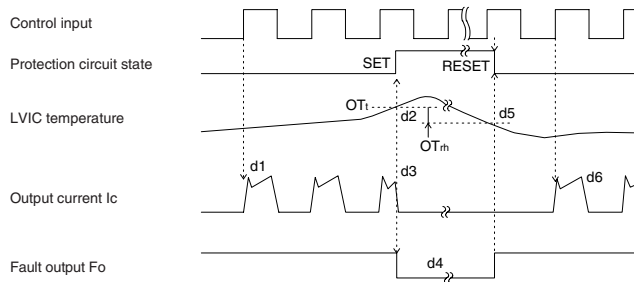 Control input
Protection circuit state
SET
RESET
LVIC temperature
OTt
d2
d5
OTrh
Output current Ic
d1
d3
d6
Fault output Fo
d4